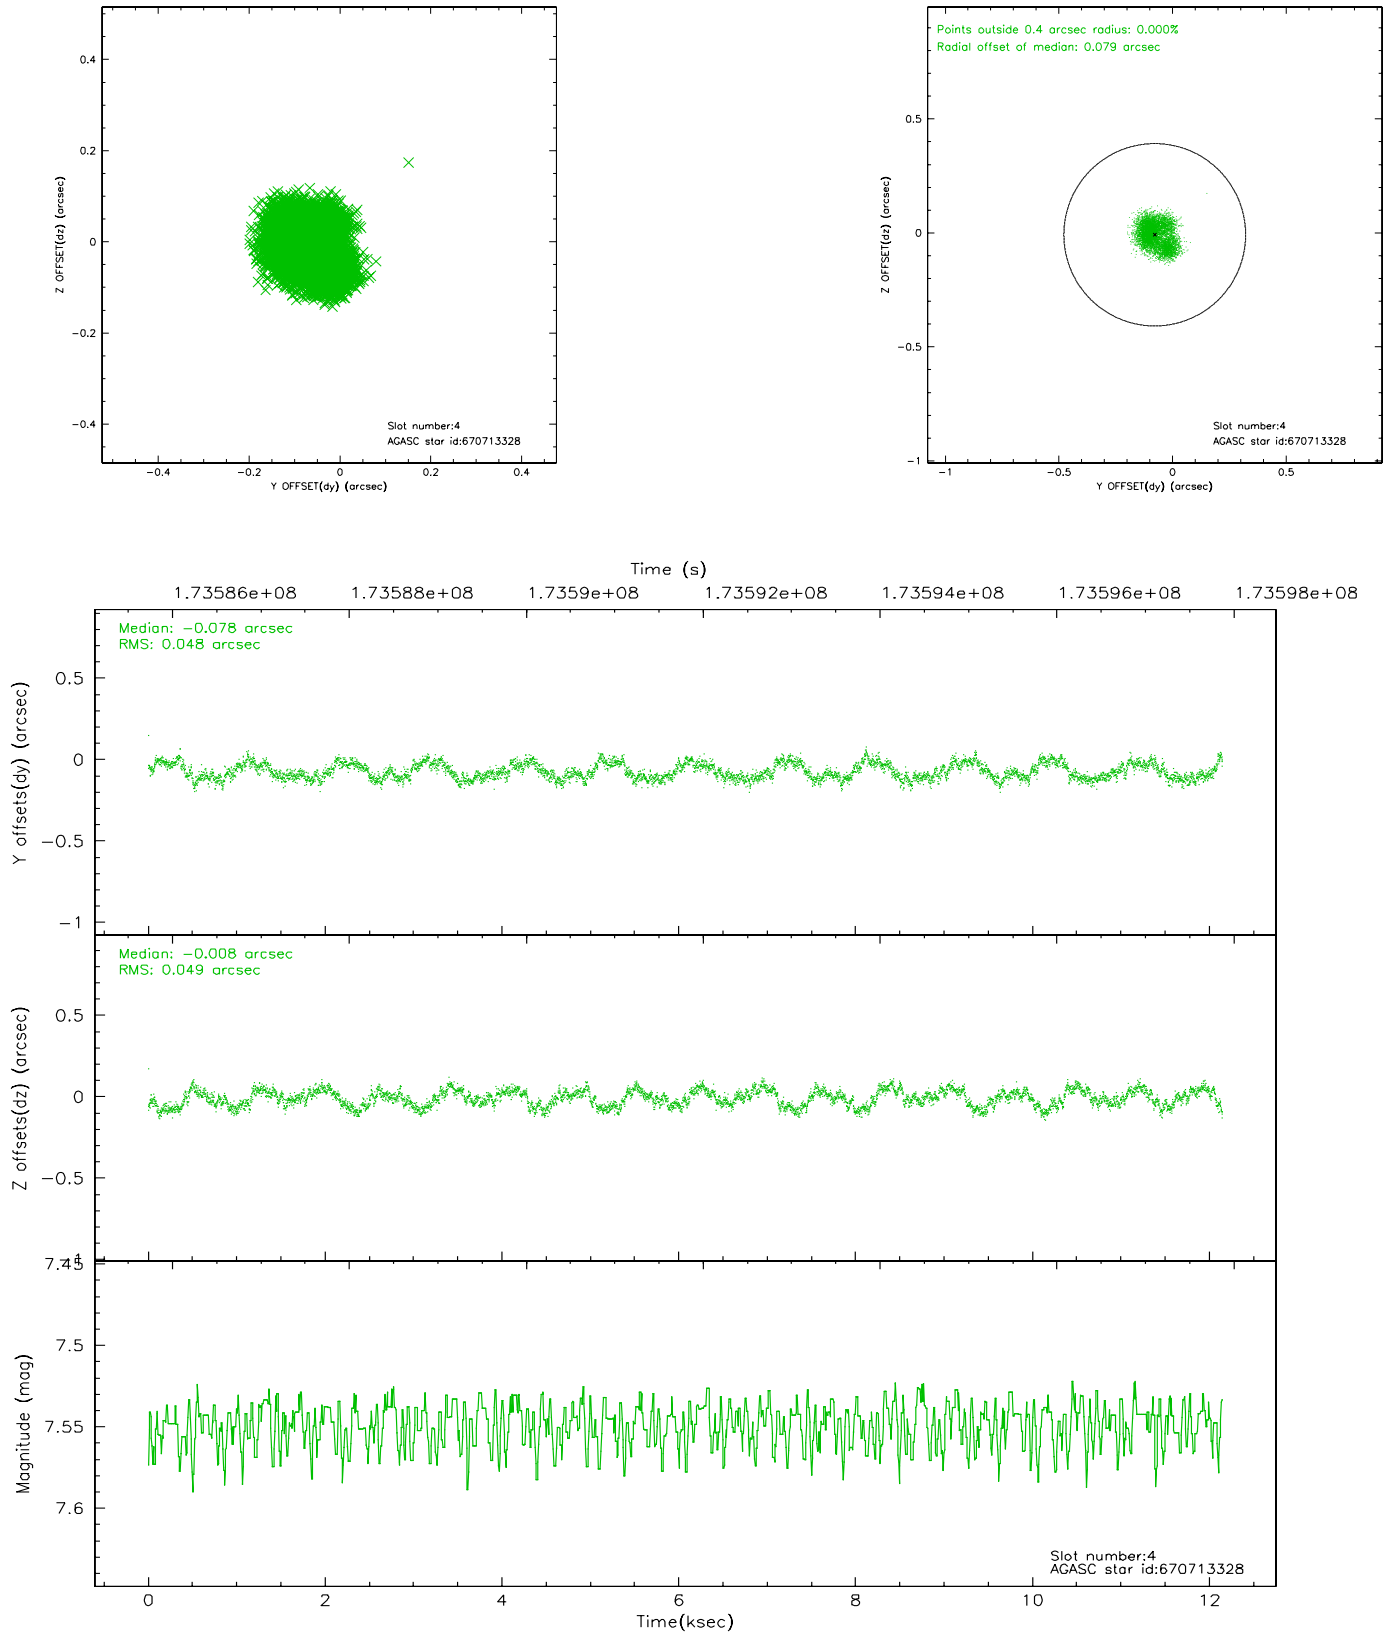 0.4
0.2
0
−0.2
−0.4
Z OFFSET(dz) (arcsec)
Slot number:4
AGASC star id:670713328
−0.4 −0.2 0 0.2 0.4
Y OFFSET(dy) (arcsec)
Points outside 0.4 arcsec radius: 0.000%
Radial offset of median: 0.079 arcsec
0.5
0
−0.5
−1
Z OFFSET(dz) (arcsec)
Slot number:4
AGASC star id:670713328
−1 −0.5 0 0.5
Y OFFSET(dy) (arcsec)
Time (s)
1.73586e+08 1.73588e+08 1.7359e+08 1.73592e+08 1.73594e+08 1.73596e+08 1.73598e+08
Median: −0.078 arcsec
RMS: 0.048 arcsec
0.5
0
−0.5
−1
Y offsets(dy) (arcsec)
Median: −0.008 arcsec
RMS: 0.049 arcsec
0.5
0
−0.5
−1
Z offsets(dz) (arcsec)
7.45
7.5
7.55
7.6
Magnitude (mag)
Slot number:4
AGASC star id:670713328
0 2 4 6 8 10 12
Time(ksec)